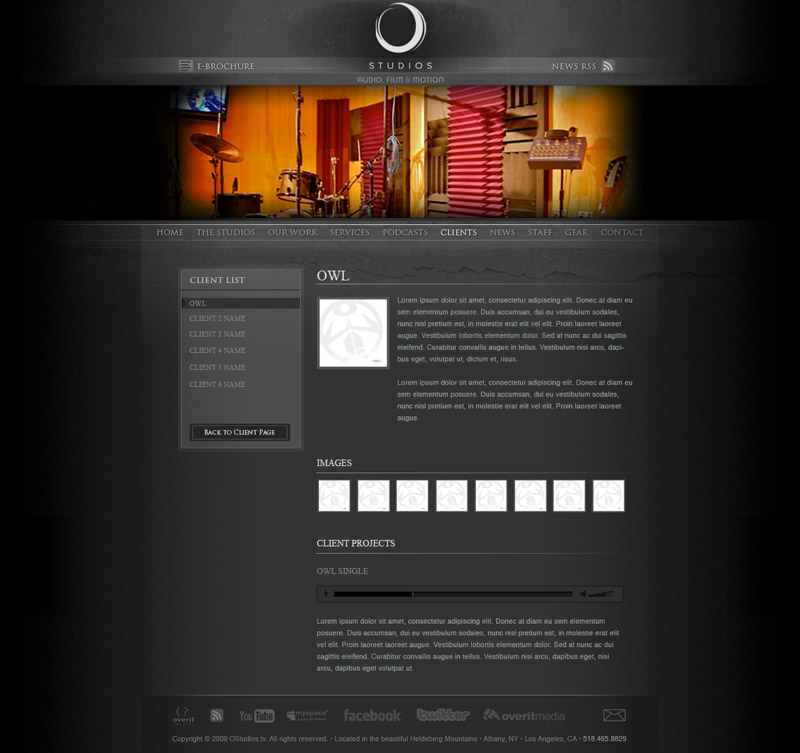 STUDIOS
AUDIO, FILM & MOTION
E-BROCHURE
NEWS RSS
HOME THE STUDIOS OUR WORK SERVICES PODCASTS CLIENTS NEWS STAFF GEAR CONTACT
CLIENT LIST
OWL
CLIENT 2 NAME
CLIENT 3 NAME
CLIENT 4 NAME
CLIENT 5 NAME
CLIENT 6 NAME
BACK TO CLIENT PAGE
OWL
Lorem ipsum dolor sit amet, consectetur adipiscing elit. Donec at diam eu
sem elementum posuere. Duis accumsan, dui eu vestibulum sodales,
nunc nisl pretium est, in molestie erat elit vel elit. Proin laoreet laoreet
augue. Vestibulum lobortis elementum dolor. Sed at nunc ac dui sagittis
eleifend. Curabitur convallis augue in tellus. Vestibulum nisi arcu, dapi-
bus eget, volutpat ut, dictum et, risus.
Lorem ipsum dolor sit amet, consectetur adipiscing elit. Donec at diam eu
sem elementum posuere. Duis accumsan, dui eu vestibulum sodales,
nunc nisl pretium est, in molestie erat elit vel elit. Proin laoreet laoreet
augue.
IMAGES
CLIENT PROJECTS
OWL SINGLE
Lorem ipsum dolor sit amet, consectetur adipiscing elit. Donec at diam eu sem elementum
posuere. Duis accumsan, dui eu vestibulum sodales, nunc nisl pretium est, in molestie erat elit
vel elit. Proin laoreet laoreet augue. Vestibulum lobortis elementum dolor. Sed at nunc ac dui
sagittis eleifend. Curabitur convallis augue in tellus. Vestibulum nisi arcu, dapibus eget, nisi
arcu, dapibus eget volutpat ut.
overit
YouTube
myspace
facebook
twitter
overitmedia
Copyright © 2009 OStudios.tv. All rights reserved. • Located in the beautiful Heldeberg Mountains • Albany, NY • Los Angeles, CA • 518.465.8829